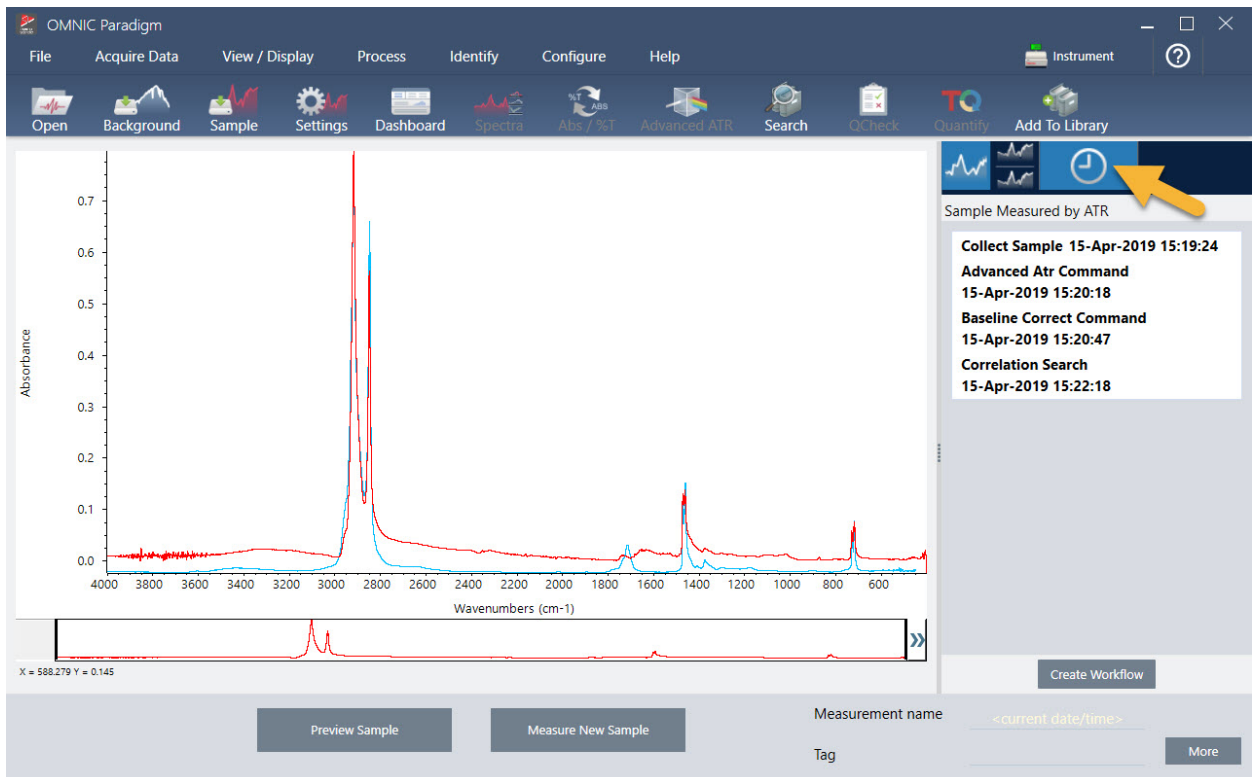 OMNIC Paradigm
File Acquire Data View / Display Process Identify Configure Help Instrument ?
%T ABS TQ
Open Background Sample Settings Dashboard Spectra Abs / %T Advanced ATR Search QCheck Quantify Add To Library
Sample Measured by ATR
Collect Sample 15-Apr-2019 15:19:24
Advanced Atr Command
15-Apr-2019 15:20:18
Baseline Correct Command
15-Apr-2019 15:20:47
Correlation Search
15-Apr-2019 15:22:18
0.7
0.6
0.5
0.4
0.3
0.2
0.1
0.0
Absorbance
4000 3800 3600 3400 3200 3000 2800 2600 2400 2200 2000 1800 1600 1400 1200 1000 800 600
Wavenumbers (cm-1)
X = 588.279 Y = 0.145
Create Workflow
Preview Sample Measure New Sample
Measurement name <current date/time>
Tag
More